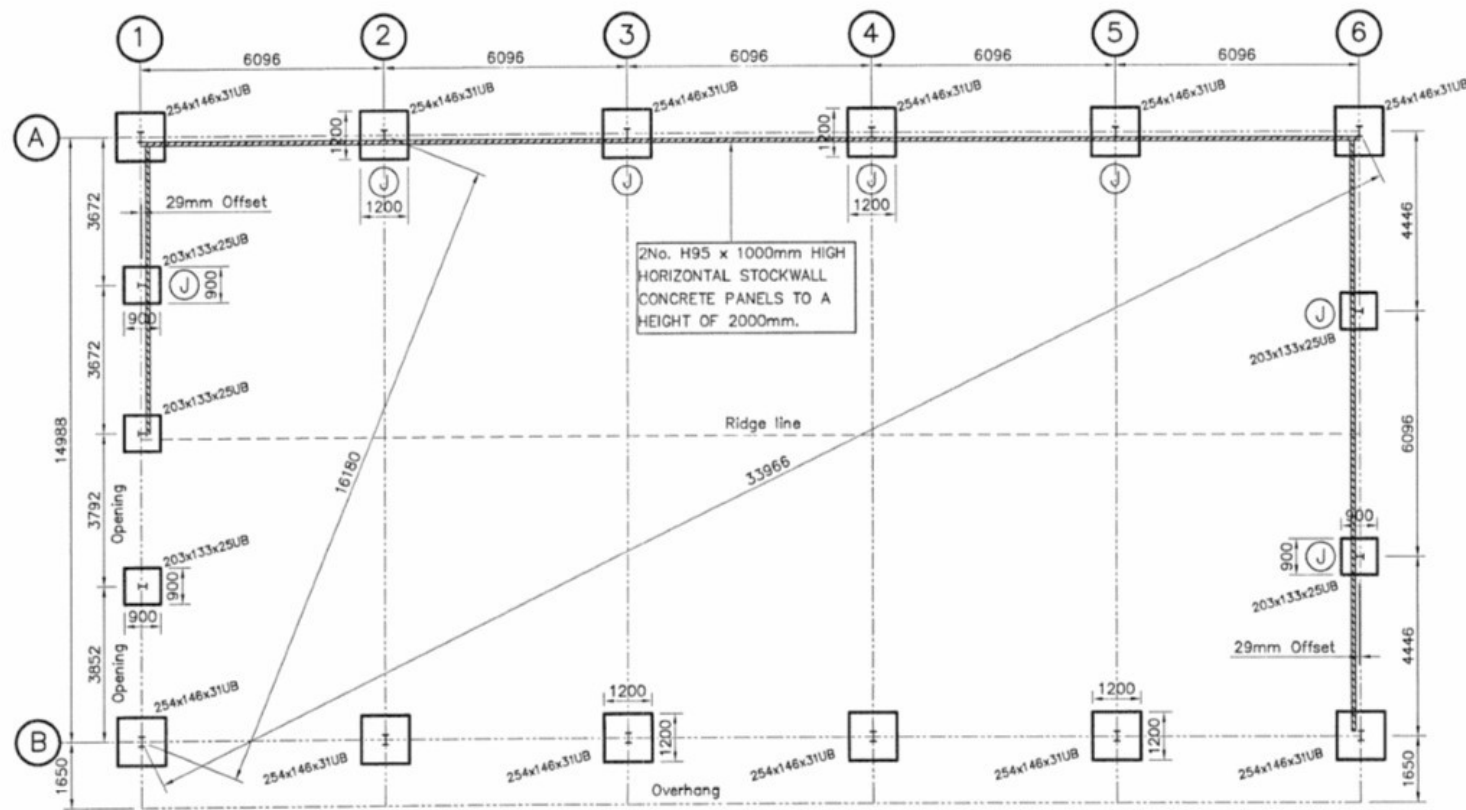 1
2
3
4
5
6
6096
6096
6096
6096
6096
254x146x31UB
254x146x31UB
254x146x31UB
254x146x31UB
254x146x31UB
254x146x31UB
A
1200
1200
J
J
J
J
1200
1200
3672
29mm Offset
4446
2No. H95 x 1000mm HIGH
HORIZONTAL STOCKWALL
CONCRETE PANELS TO A
HEIGHT OF 2000mm.
203x133x25UB
J
900
900
J
203x133x25UB
3672
203x133x25UB
Ridge line
14988
16180
33966
6096
3792
Opening
203x133x25UB
900
900
900
900
J
203x133x25UB
3852
Opening
29mm Offset
4446
254x146x31UB
1200
1200
B
1200
1200
254x146x31UB
254x146x31UB
254x146x31UB
254x146x31UB
254x146x31UB
1650
Overhang
1650